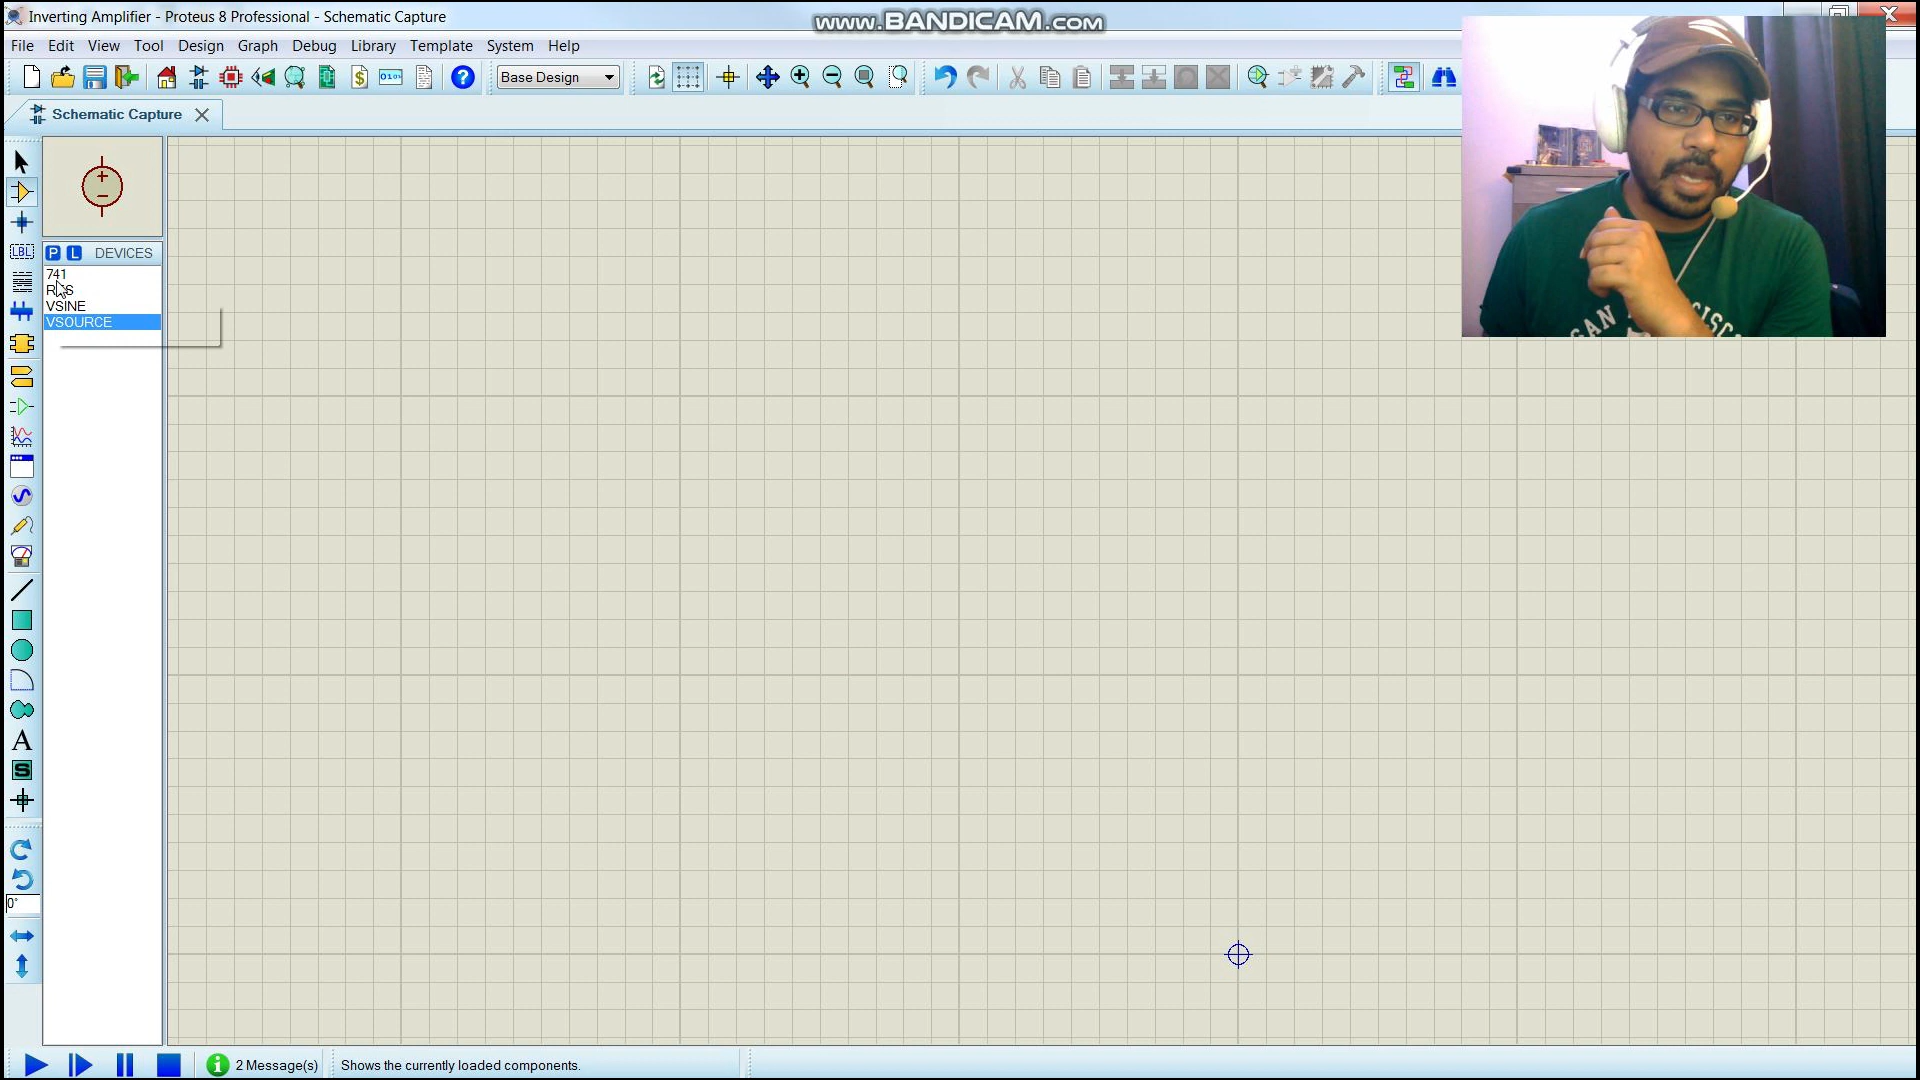 Inverting Amplifier - Proteus 8 Professional - Schematic Capture
www.BANDICAM.com
File Edit View Tool Design Graph Debug Library Template System Help
Base Design
Schematic Capture
P L DEVICES
741
VSINE
VSOURCE
LBL
A
S
0°
2 Message(s)
Shows the currently loaded components.